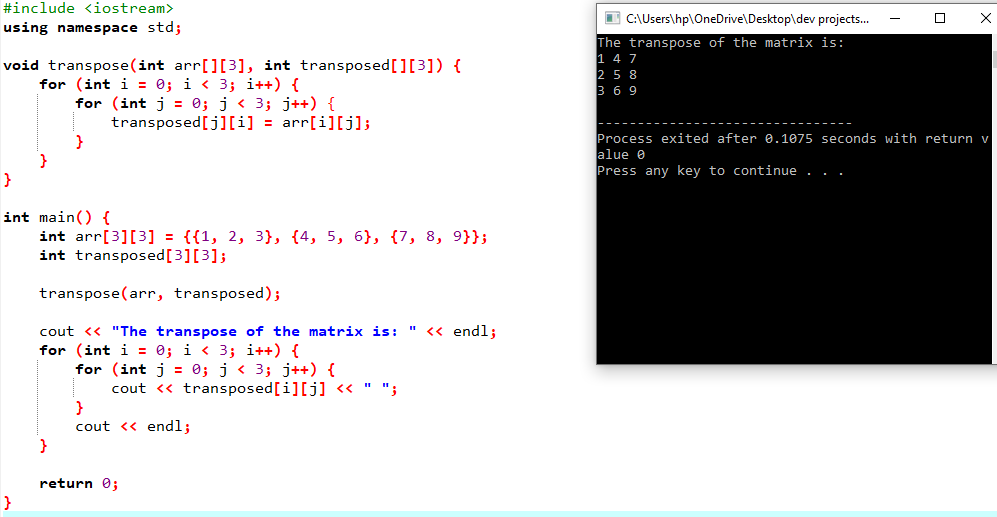 #include <iostream>
using namespace std;

void transpose(int arr[][3], int transposed[][3]) {
    for (int i = 0; i < 3; i++) {
        for (int j = 0; j < 3; j++) {
            transposed[j][i] = arr[i][j];
        }
    }
}

int main() {
    int arr[3][3] = {{1, 2, 3}, {4, 5, 6}, {7, 8, 9}};
    int transposed[3][3];

    transpose(arr, transposed);

    cout << "The transpose of the matrix is: " << endl;
    for (int i = 0; i < 3; i++) {
        for (int j = 0; j < 3; j++) {
            cout << transposed[i][j] << " ";
        }
        cout << endl;
    }

    return 0;
}
C:\Users\hp\OneDrive\Desktop\dev projects...
The transpose of the matrix is:
1 4 7
2 5 8
3 6 9

--------------------------------
Process exited after 0.1075 seconds with return v
alue 0
Press any key to continue . . .